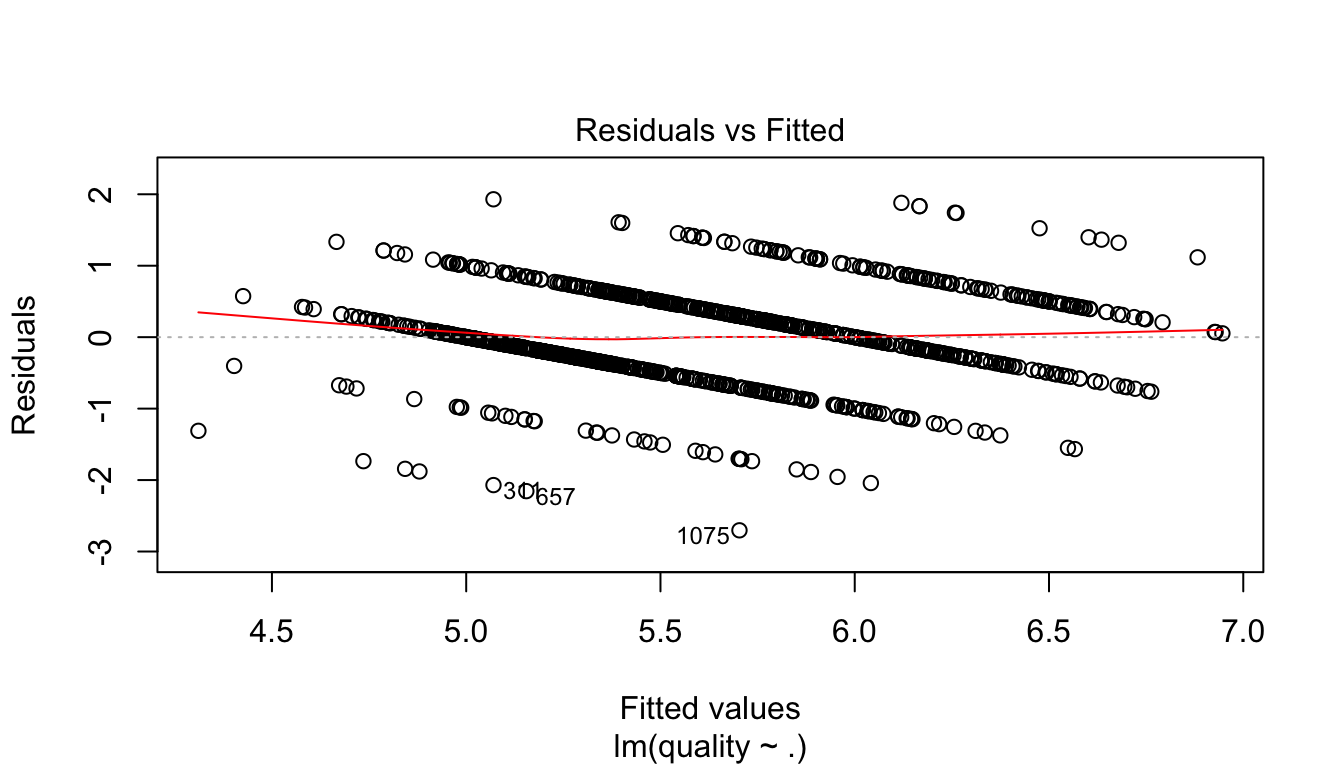 Residuals vs Fitted
Residuals
2
1
0
-1
-2
-3
311
657
1075
4.5 5.0 5.5 6.0 6.5 7.0
Fitted values
lm(quality ~ .)